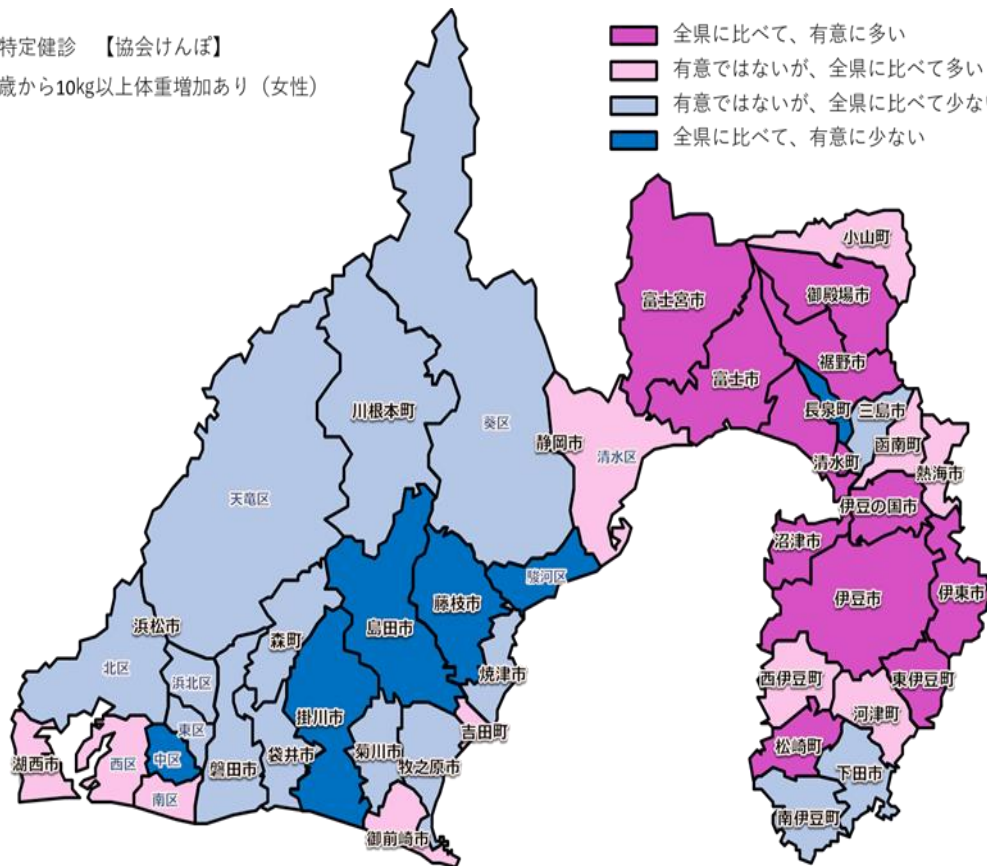 特定健診 【協会けんぽ】
歳から10kg以上体重増加あり（女性）
全県に比べて、有意に多い
有意ではないが、全県に比べて多い
有意ではないが、全県に比べて少ない
全県に比べて、有意に少ない
小山町
御殿場市
富士宮市
裾野市
富士市
長泉町
三島市
函南町
清水町
熱海市
伊豆の国市
沼津市
伊豆市
伊東市
西伊豆町
東伊豆町
河津町
松崎町
下田市
南伊豆町
川根本町
葵区
静岡市
清水区
天竜区
駿河区
藤枝市
島田市
浜松市
森町
北区
浜北区
焼津市
掛川市
吉田町
東区
菊川市
中区
袋井市
牧之原市
湖西市
西区
磐田市
南区
御前崎市